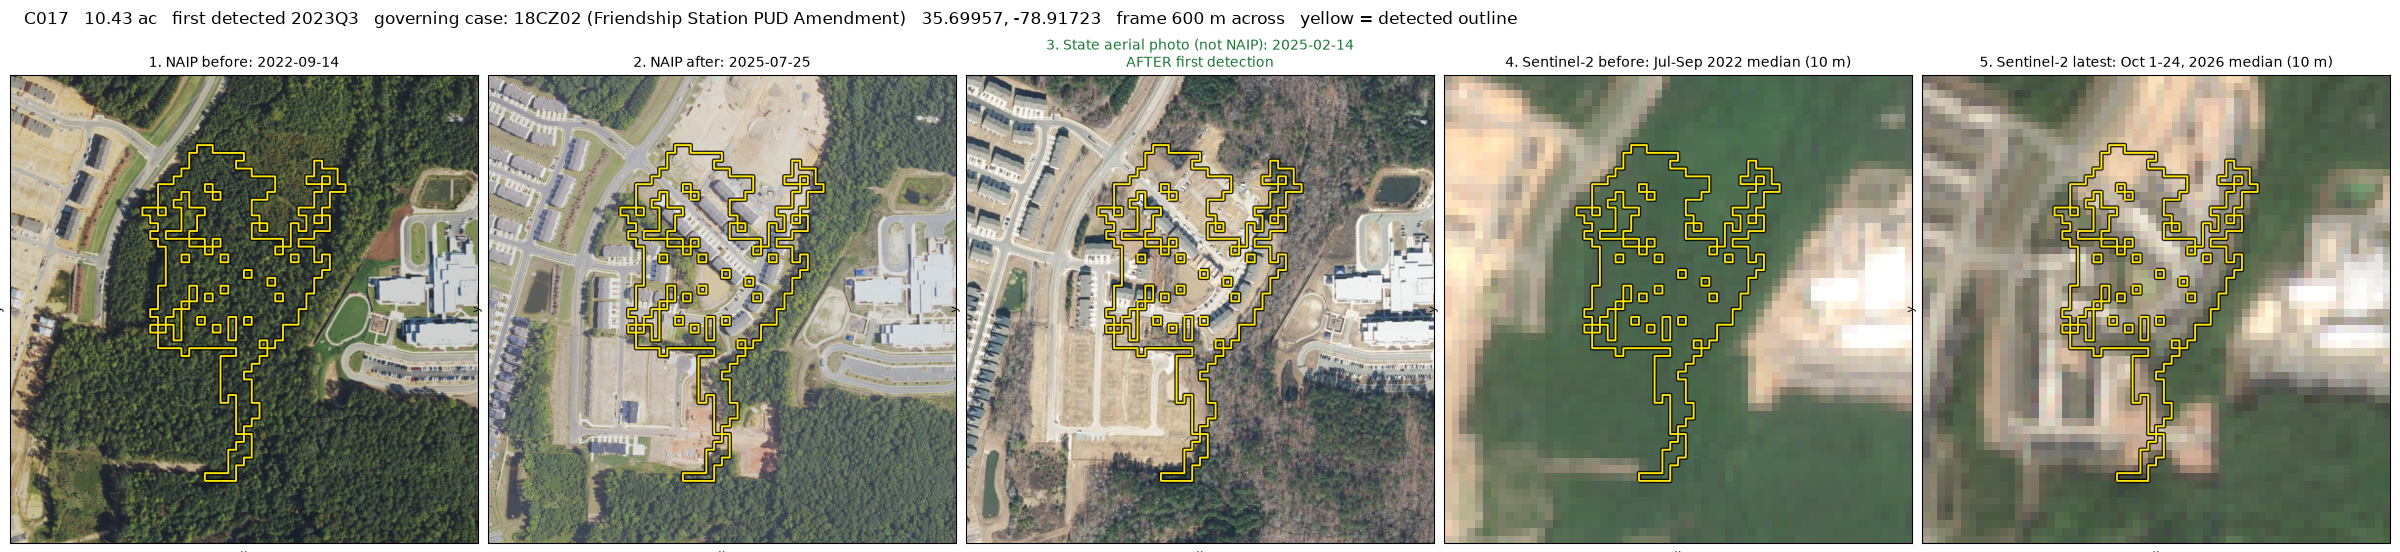 C017   10.43 ac   first detected 2023Q3   governing case: 18CZ02 (Friendship Station PUD Amendment)   35.69957, -78.91723   frame 600 m across   yellow = detected outline
1. NAIP before: 2022-09-14
2. NAIP after: 2025-07-25
3. State aerial photo (not NAIP): 2025-02-14
AFTER first detection
4. Sentinel-2 before: Jul-Sep 2022 median (10 m)
5. Sentinel-2 latest: Oct 1-24, 2026 median (10 m)